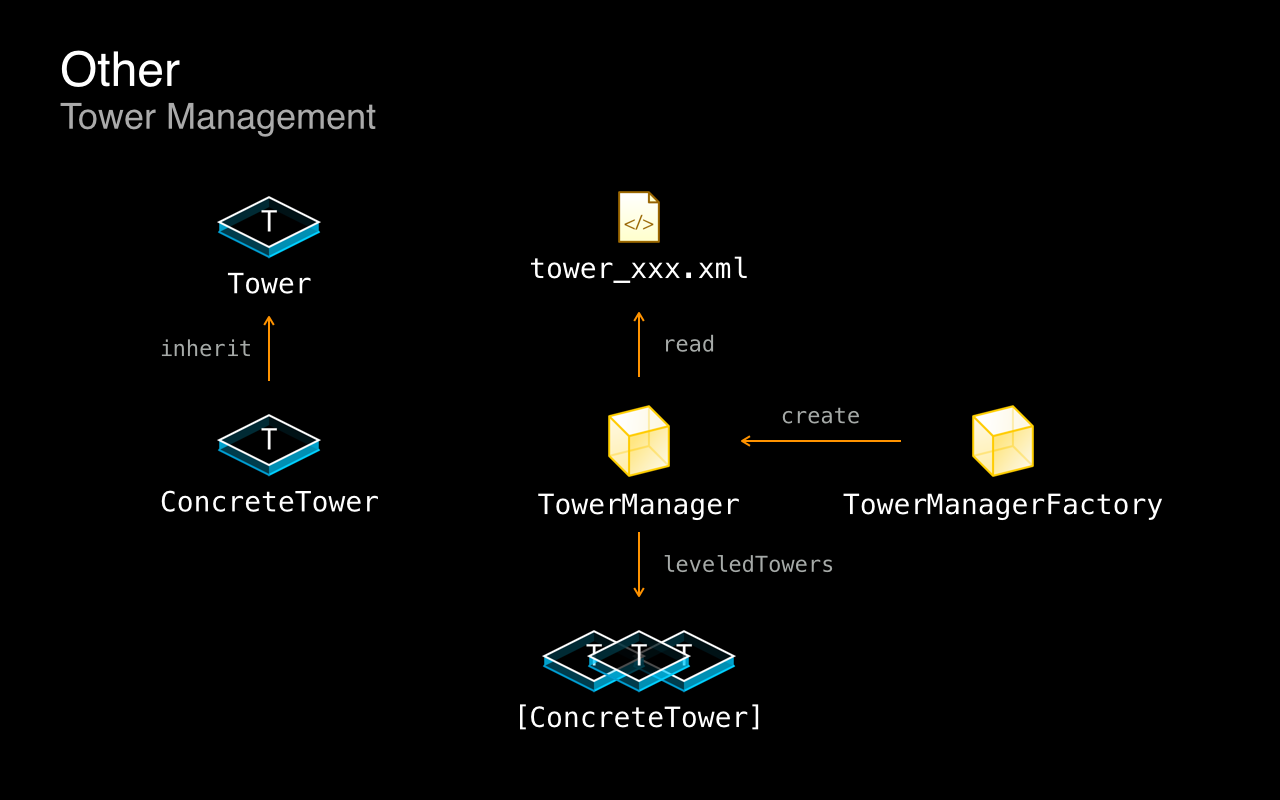 Other
Tower Management
T
</>
Tower
tower_xxx.xml
inherit
read
create
T
ConcreteTower
TowerManager
TowerManagerFactory
leveledTowers
T T T
[ConcreteTower]